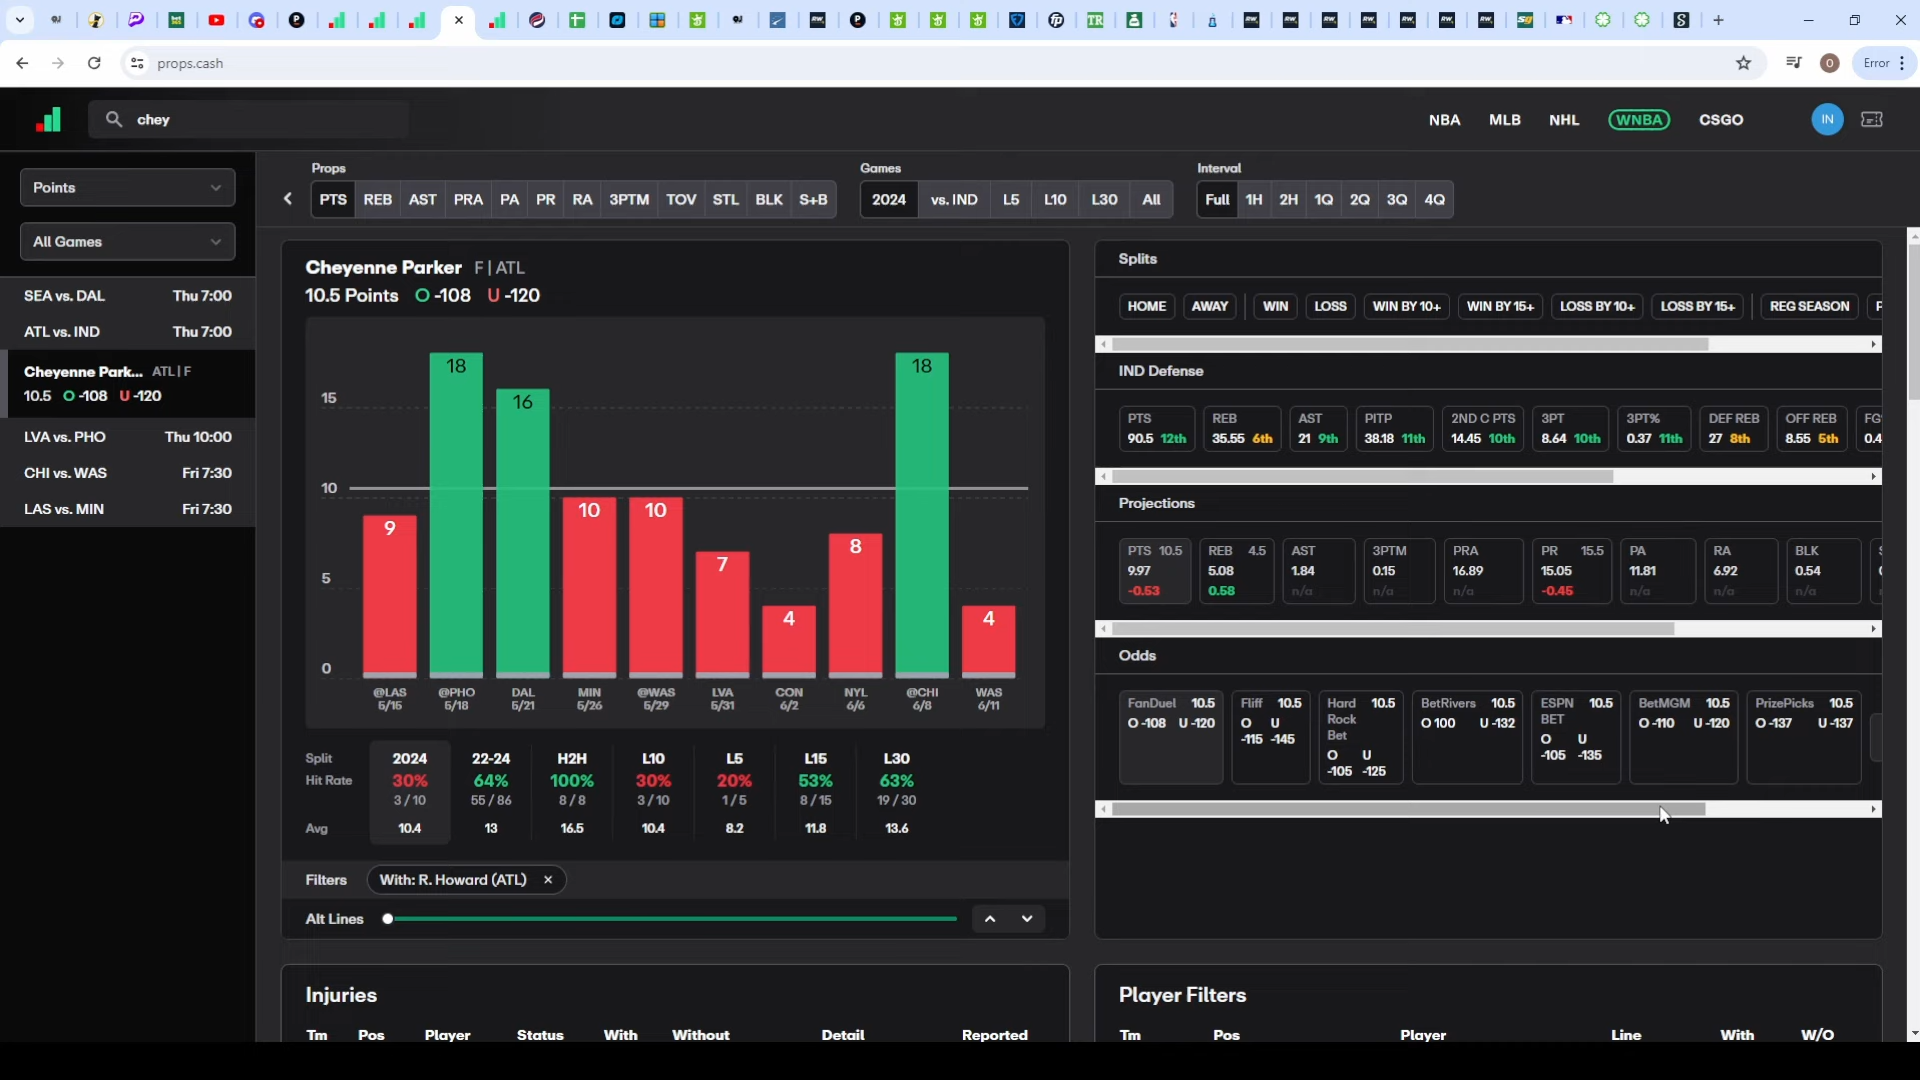 props.cash
Error
chey
NBA MLB NHL WNBA CSGO IN
Points
All Games
SEA vs. DAL Thu 7:00
ATL vs. IND Thu 7:00
Cheyenne Park... ATL | F
10.5 O -108 U -120
LVA vs. PHO Thu 10:00
CHI vs. WAS Fri 7:30
LAS vs. MIN Fri 7:30
Props
PTS REB AST PRA PA PR RA 3PTM TOV STL BLK S+B
Games
2024 vs. IND L5 L10 L30 All
Interval
Full 1H 2H 1Q 2Q 3Q 4Q
Cheyenne Parker F | ATL
10.5 Points O -108 U -120
15
10
5
0
9 18 16 10 10 7 4 8 18 4
@LAS @PHO DAL MIN @WAS LVA CON NYL @CHI WAS
5/15 5/18 5/21 5/26 5/29 5/31 6/2 6/6 6/8 6/11
Split 2024 22-24 H2H L10 L5 L15 L30
Hit Rate 30% 64% 100% 30% 20% 53% 63%
3 / 10 55 / 86 8 / 8 3 / 10 1 / 5 8 / 15 19 / 30
Avg 10.4 13 16.5 10.4 8.2 11.8 13.6
Filters With: R. Howard (ATL) ×
Alt Lines
Injuries
Tm Pos Player Status With Without Detail Reported
Splits
HOME AWAY WIN LOSS WIN BY 10+ WIN BY 15+ LOSS BY 10+ LOSS BY 15+ REG SEASON
IND Defense
PTS REB AST PITP 2ND C PTS 3PT 3PT% DEF REB OFF REB
90.5 12th 35.55 6th 21 9th 38.18 11th 14.45 10th 8.64 10th 0.37 11th 27 8th 8.55 5th
Projections
PTS 10.5 REB 4.5 AST 3PTM PRA PR 15.5 PA RA BLK
9.97 5.08 1.84 0.15 16.89 15.05 11.81 6.92 0.54
-0.53 0.58 n/a n/a n/a -0.45 n/a n/a n/a
Odds
FanDuel 10.5
O -108 U -120
Fliff 10.5
O U
-115 -145
Hard Rock Bet 10.5
O U
-105 -125
BetRivers 10.5
O 100 U -132
ESPN BET 10.5
O U
-105 -135
BetMGM 10.5
O -110 U -120
PrizePicks 10.5
O -137 U -137
Player Filters
Tm Pos Player Line With W/O